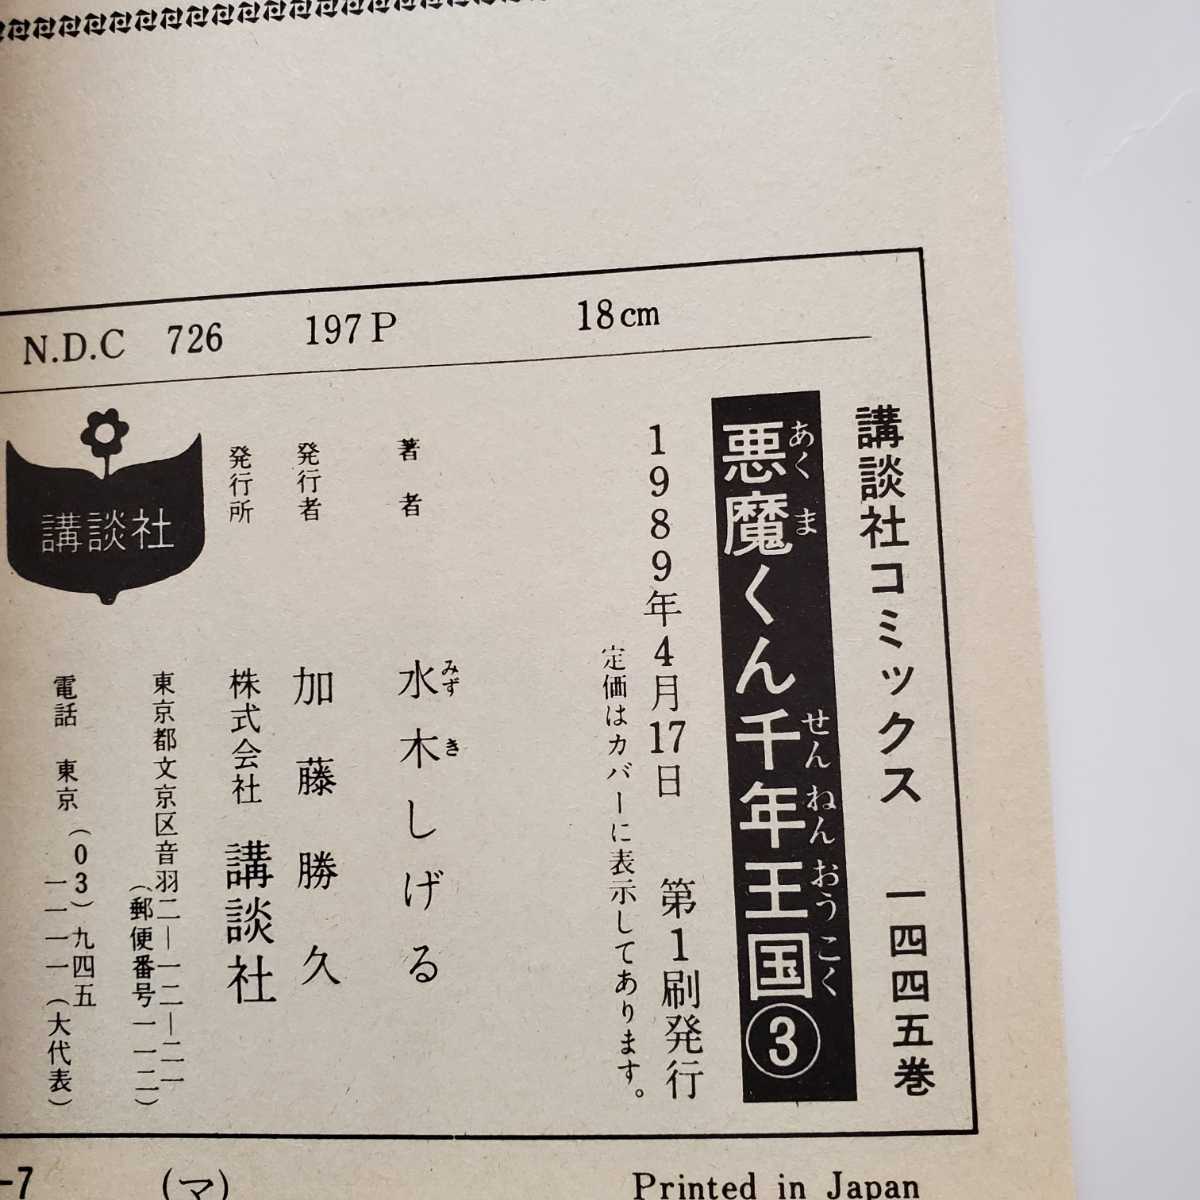 N.D.C 726 197P 18cm
講談社コミックス 一四四五巻
悪魔くん千年王国③
あくま せんねんおうこく
1989年4月17日 第1刷発行
定価はカバーに表示してあります。
著者 水木しげる
みずき
発行者 加藤勝久
発行所 株式会社 講談社
東京都文京区音羽二―一二―二一
(郵便番号一一二)
電話 東京(03)九四五
一一一一(大代表)
講談社
-7 (マ) Printed in Japan